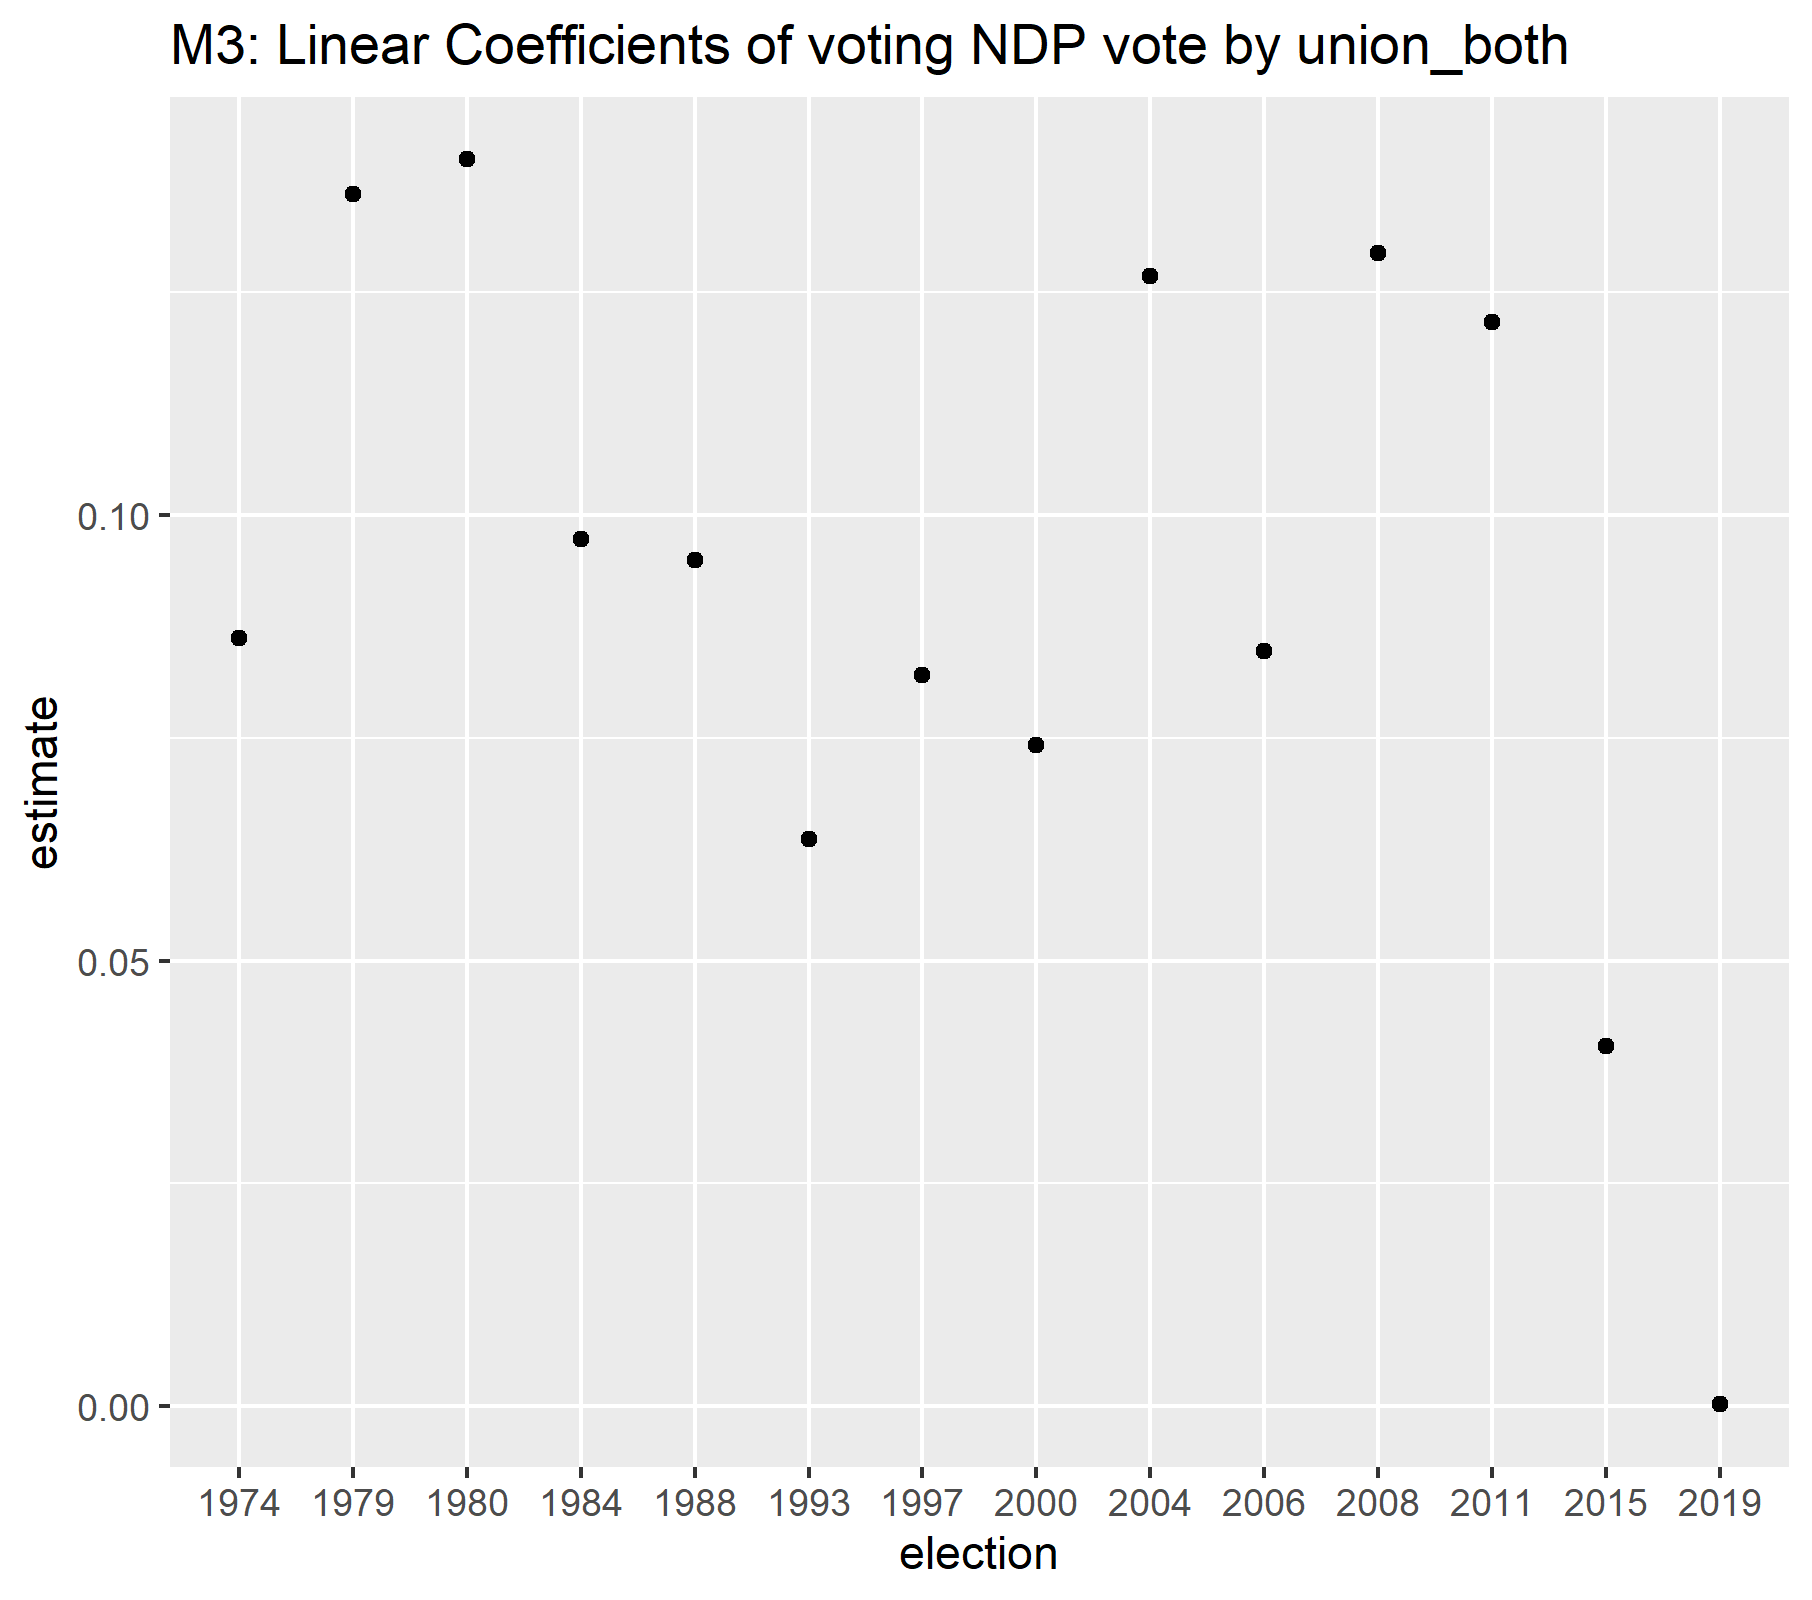 M3: Linear Coefficients of voting NDP vote by union_both
estimate
0.10
0.05
0.00
1974 1979 1980 1984 1988 1993 1997 2000 2004 2006 2008 2011 2015 2019
election